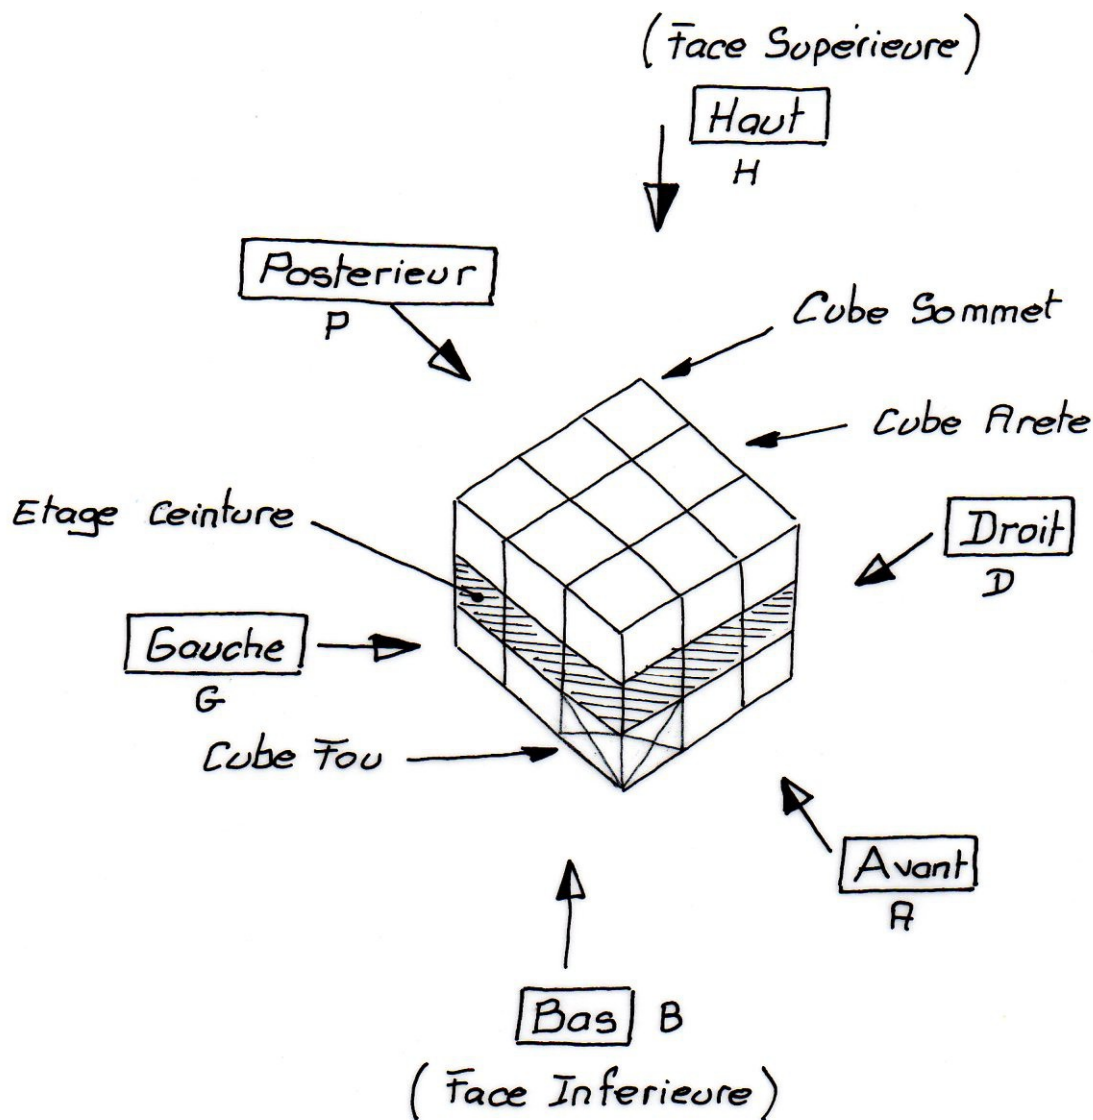 (Face Supérieure)
Haut
H
Posterieur
P
Cube Sommet
Cube Arete
Etage Ceinture
Droit
D
Gauche
G
Cube Fou
Avant
A
Bas B
(Face Inferieure)